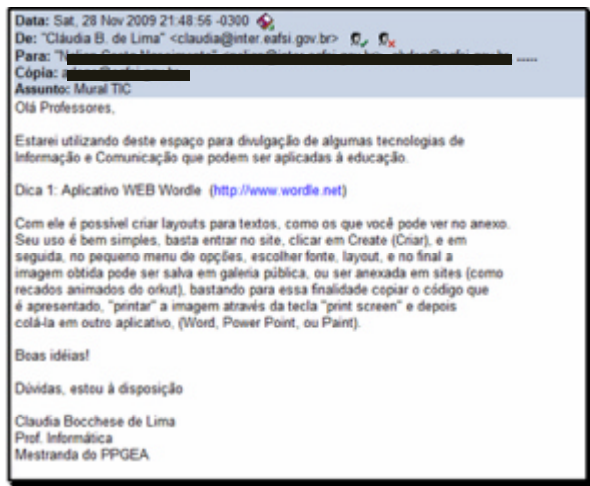 Data: Sat, 28 Nov 2009 21:48:56 -0300
De: "Cláudia B. de Lima" <claudia@inter.eafsi.gov.br>
Para:
Cópia:
Assunto: Mural TIC
Olá Professores,
Estarei utilizando deste espaço para divulgação de algumas tecnologias de
Informação e Comunicação que podem ser aplicadas á educação.
Dica 1: Aplicativo WEB Wordle (http://www.wordle.net)
Com ele é possível criar layouts para textos, como os que você pode ver no anexo.
Seu uso é bem simples, basta entrar no site, clicar em Create (Criar), e em
seguida, no pequeno menu de opções, escolher fonte, layout, e no final a
imagem obtida pode ser salva em galeria pública, ou ser anexada em sites (como
recados animados do orkut), bastando para essa finalidade copiar o código que
é apresentado, "printar" a imagem através da tecla "print screen" e depois
colá-la em outro aplicativo, (Word, Power Point, ou Paint).
Boas idéias!
Dúvidas, estou á disposição
Claudia Bocchese de Lima
Prof. Informática
Mestranda do PPGEA